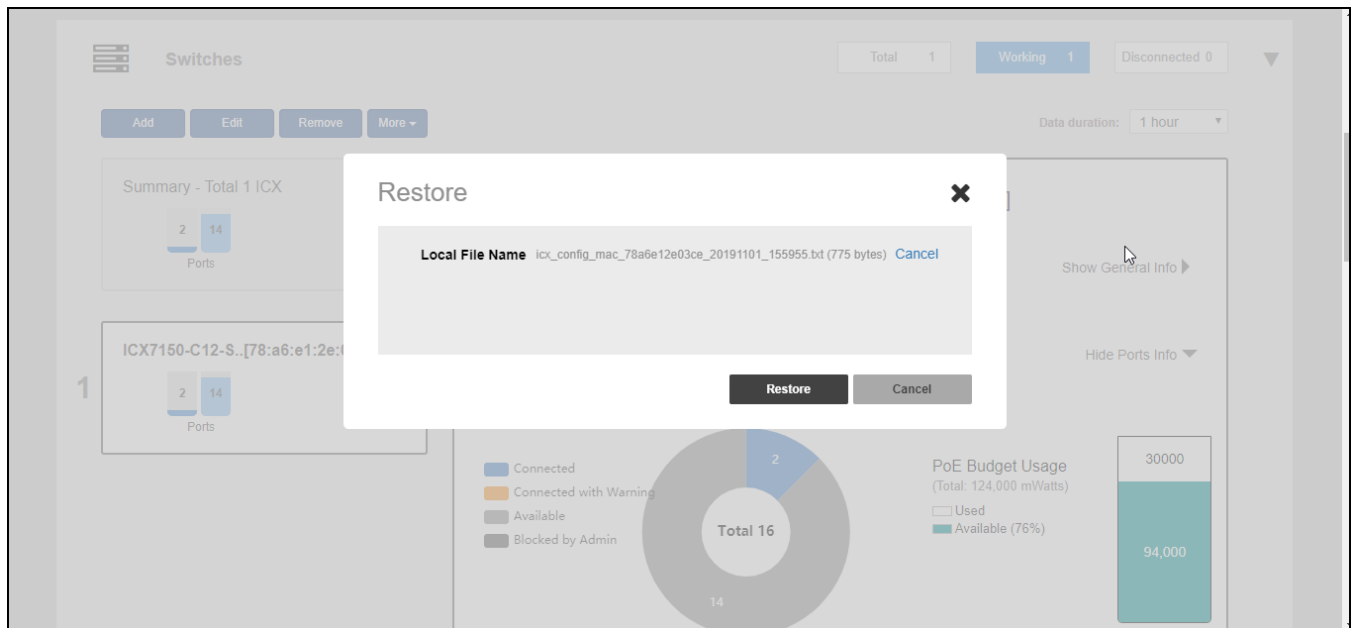 Switches
Total 1
Working 1
Disconnected 0
Add
Edit
Remove
More
Data duration: 1 hour
Summary - Total 1 ICX
2 14
Ports
Restore
]
Local File Name icx_config_mac_78a6e12e03ce_20191101_155955.txt (775 bytes) Cancel
Show General Info
Restore
Cancel
ICX7150-C12-S..[78:a6:e1:2e:
Hide Ports Info
1
2 14
Ports
Connected
Connected with Warning
Available
Blocked by Admin
2
Total 16
14
PoE Budget Usage
(Total: 124,000 mWatts)
Used
Available (76%)
30000
94,000